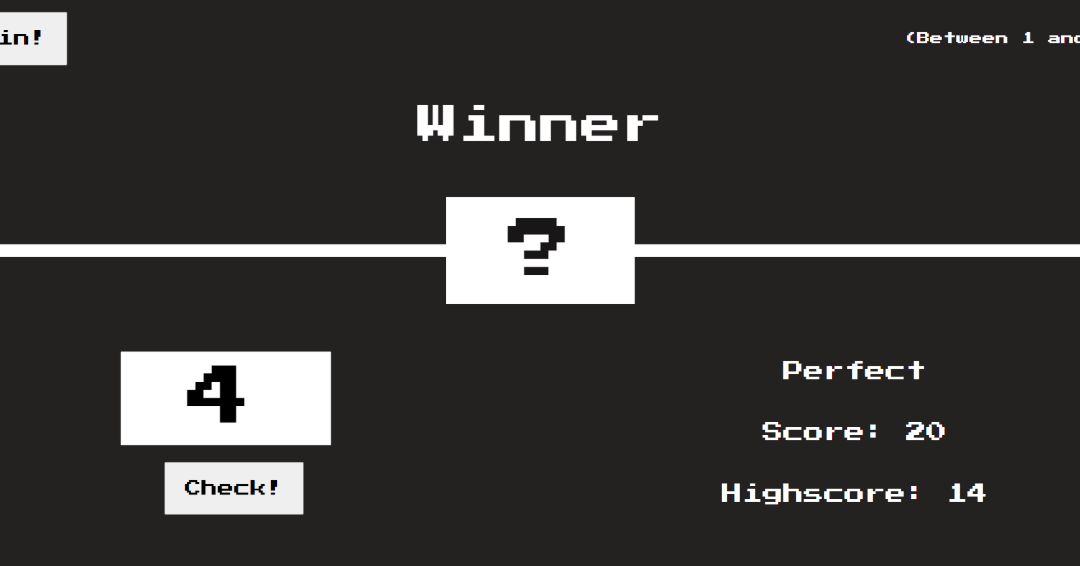 in!
(Between 1 and
Winner
?
4
Check!
Perfect
Score: 20
Highscore: 14